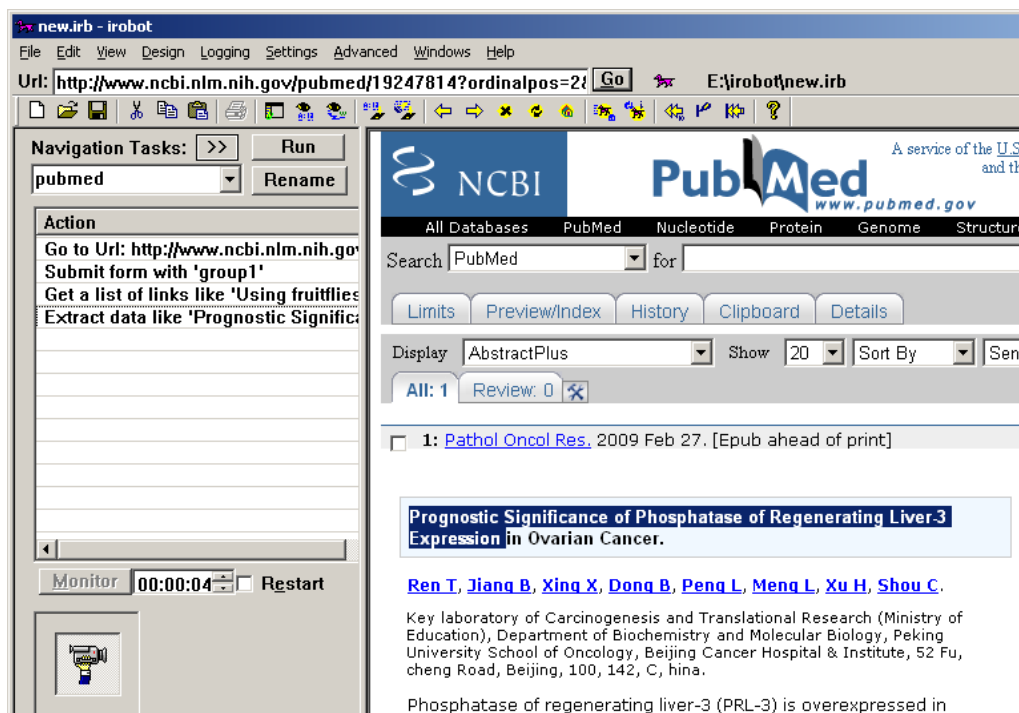 new.irb - irobot
File Edit View Design Logging Settings Advanced Windows Help
Url: http://www.ncbi.nlm.nih.gov/pubmed/19247814?ordinalpos=2 Go E:\irobot\new.irb
Navigation Tasks: >> Run
pubmed Rename
Action
Go to Url: http://www.ncbi.nlm.nih.gov
Submit form with 'group1'
Get a list of links like 'Using fruitflies
Extract data like 'Prognostic Signific
Monitor 00:00:04 Restart
NCBI
PubMed
www.pubmed.gov
A service of the U.S
and th
All Databases PubMed Nucleotide Protein Genome Structur
Search PubMed for
Limits Preview/Index History Clipboard Details
Display AbstractPlus Show 20 Sort By Sen
All: 1 Review: 0
1: Pathol Oncol Res. 2009 Feb 27. [Epub ahead of print]
Prognostic Significance of Phosphatase of Regenerating Liver-3
Expression in Ovarian Cancer.
Ren T, Jiang B, Xing X, Dong B, Peng L, Meng L, Xu H, Shou C.
Key laboratory of Carcinogenesis and Translational Research (Ministry of
Education), Department of Biochemistry and Molecular Biology, Peking
University School of Oncology, Beijing Cancer Hospital & Institute, 52 Fu,
cheng Road, Beijing, 100, 142, C, hina.
Phosphatase of regenerating liver-3 (PRL-3) is overexpressed in